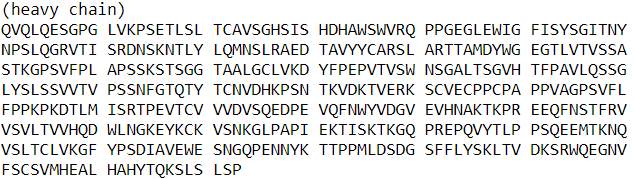 (heavy chain)
QVQLQESGPG LVKPSETLSL TCAVSGHSIS HDHAWSWVRQ PPGEGLEWIG FISYSGITNY
NPSLQGRVTI SRDNSKNTLY LQMNSLRAED TAVYYCARSL ARTTAMDYWG EGTLVTVSSA
STKGPSVFPL APSSKSTSGG TAALGCLVKD YFPEPVTVSW NSGALTSGVH TFPAVLQSSG
LYSLSSVVTV PSSNFGTQTY TCNVDHKPSN TKVDKTVERK SCVECPPCPA PPVAGPSVFL
FPPKPKDTLM ISRTPEVTCV VVDVSQEDPE VQFNWYVDGV EVHNAKTKPR EEQFNSTFRV
VSVLTVVHQD WLNGKEYKCK VSNKGLPAPI EKTISKTKGQ PREPQVYTLP PSQEEMTKNQ
VSLTCLVKGF YPSDIAVEWE SNGQPENNYK TTPPMLDSDG SFFLYSKLTV DKSRWQEGNV
FSCSVMHEAL HAHYTQKSLS LSP